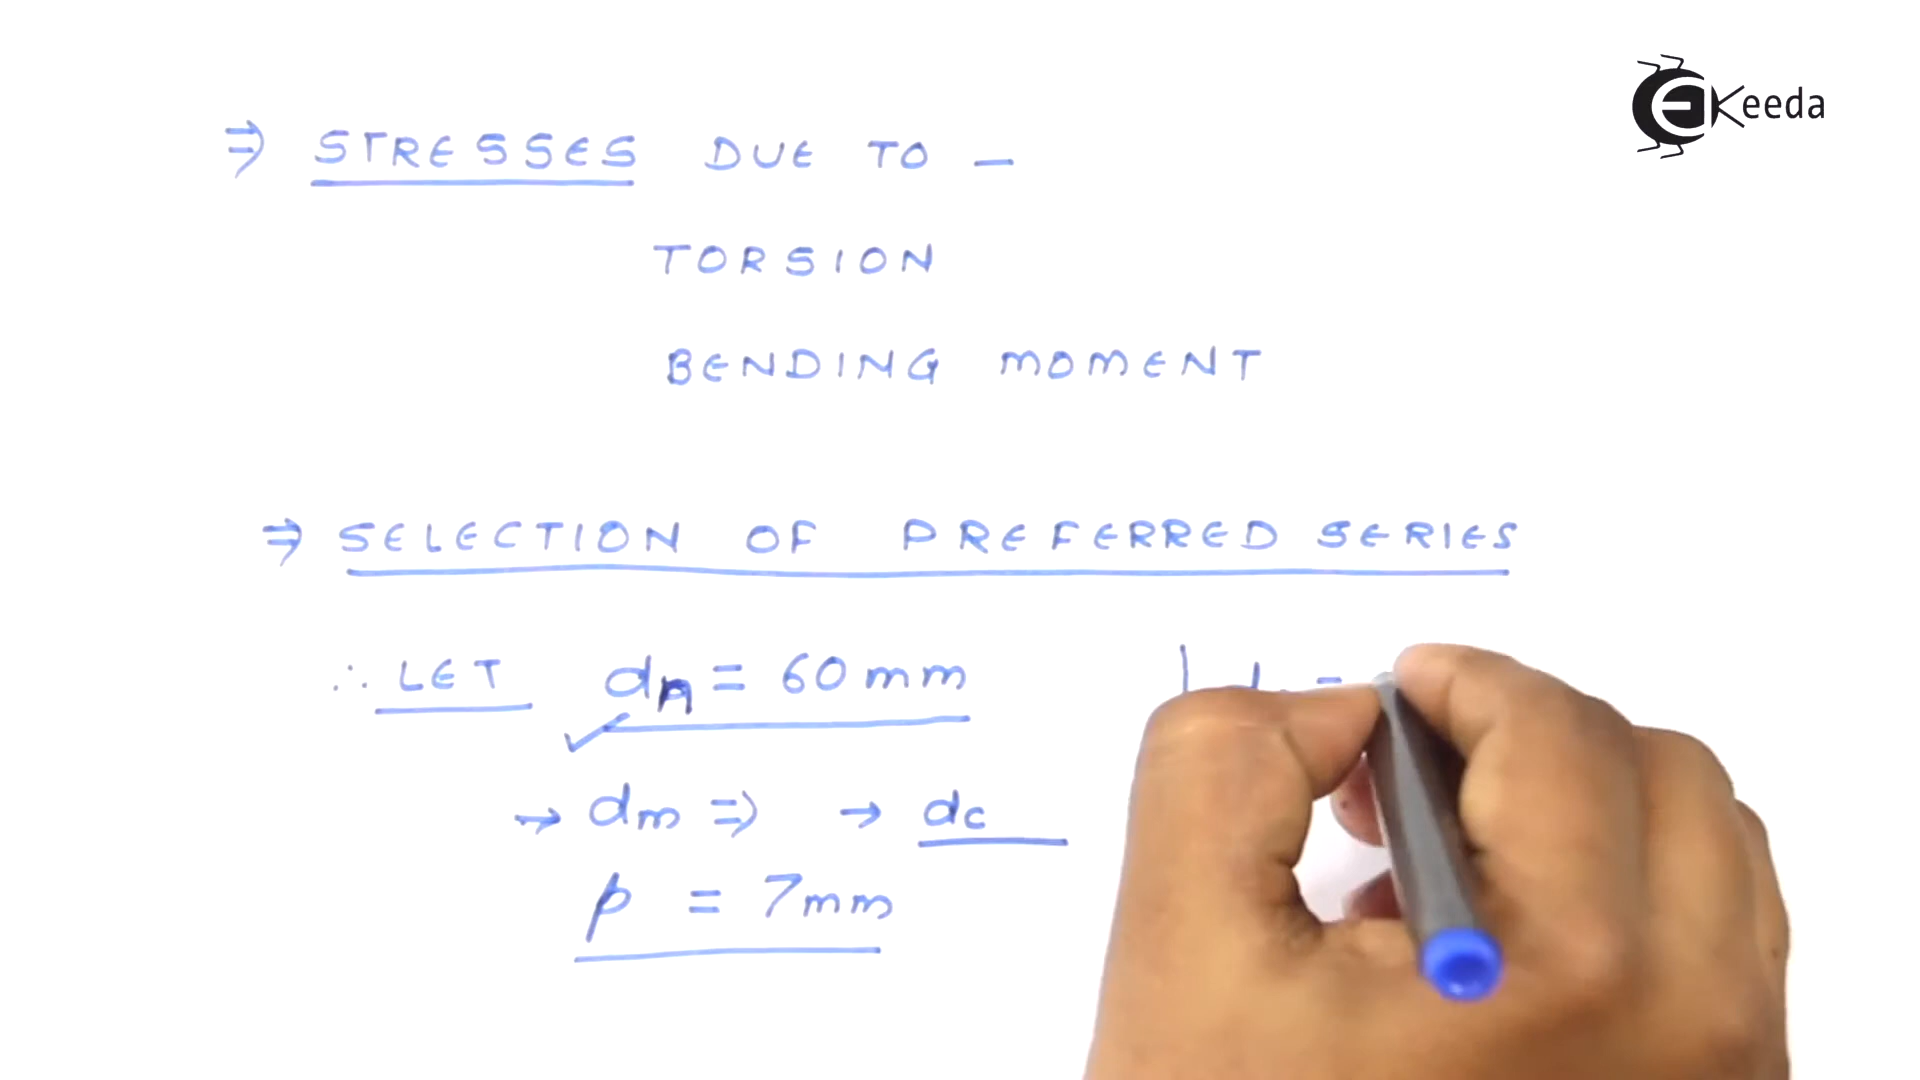 Keeda
⇒ STRESSES DUE TO –
TORSION
BENDING MOMENT
⇒ SELECTION OF PREFERRED SERIES
∴ LET dn = 60 mm
→ dm ⇒ → dc
p = 7mm